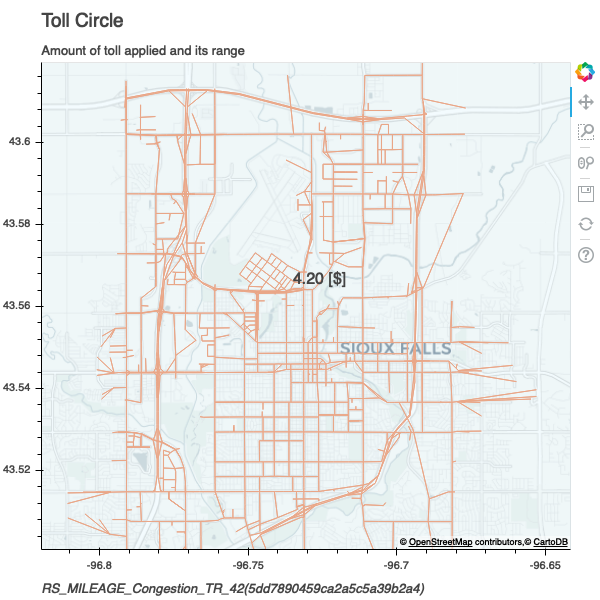 Toll Circle
Amount of toll applied and its range
43.6
43.58
4.20 [$]
43.56
SIOUX FALLS
43.54
43.52
© OpenStreetMap contributors,© CartoDB
-96.8
-96.75
-96.7
-96.65
RS_MILEAGE_Congestion_TR_42(5dd7890459ca2a5c5a39b2a4)